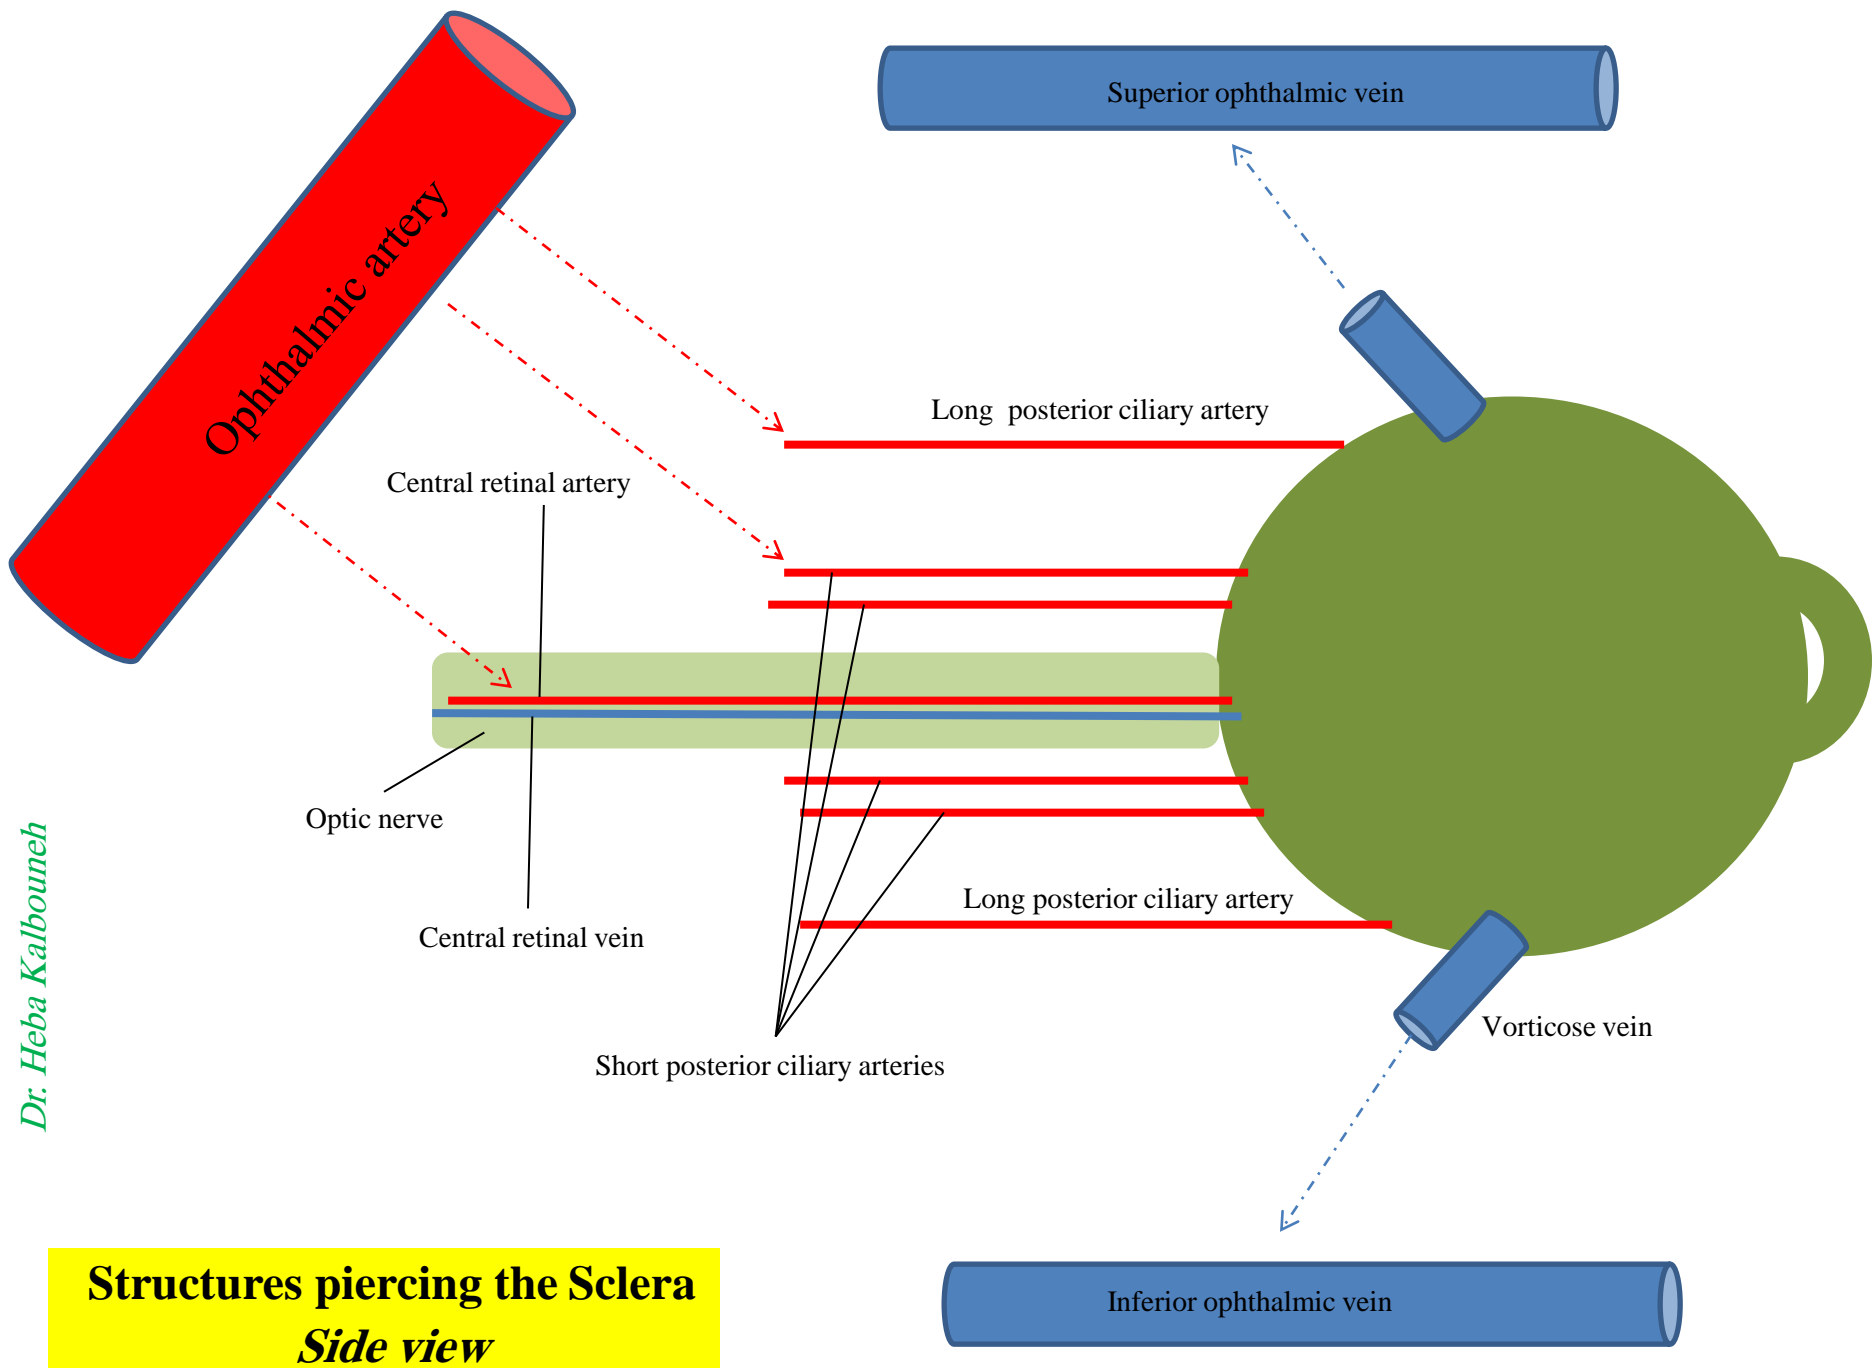 Superior ophthalmic vein
Ophthalmic artery
Long posterior ciliary artery
Central retinal artery
Optic nerve
Central retinal vein
Long posterior ciliary artery
Vorticose vein
Short posterior ciliary arteries
Dr. Heba Kalbouneh
Structures piercing the Sclera
Side view
Inferior ophthalmic vein